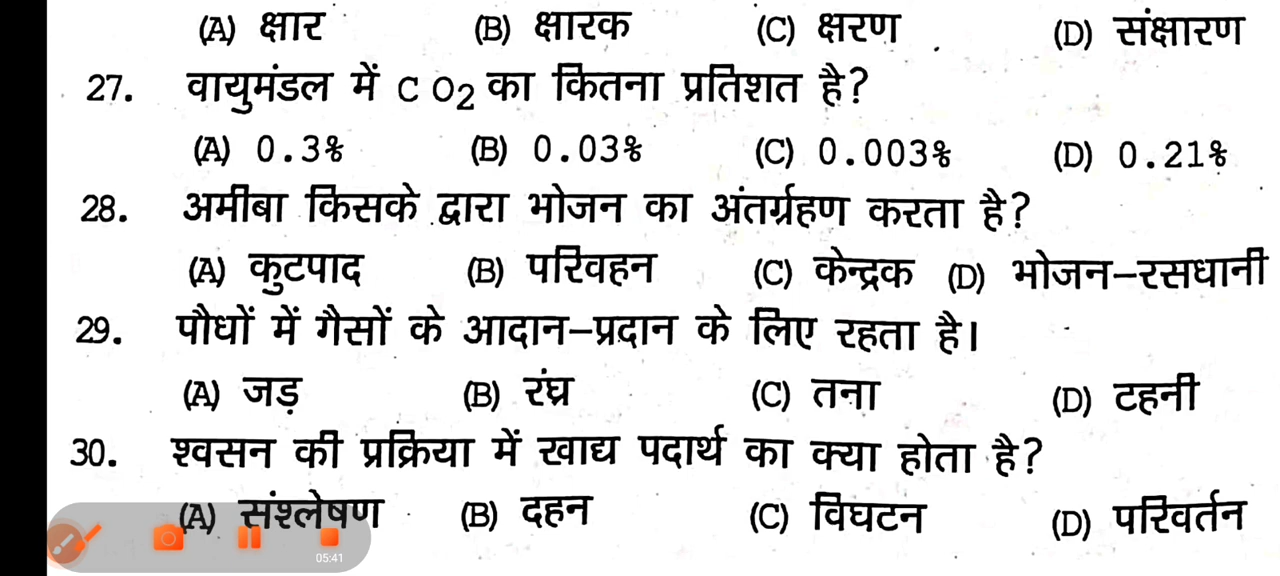 (A) क्षार (B) क्षारक (C) क्षरण (D) संक्षारण
27. वायुमंडल में C O2 का कितना प्रतिशत है?
(A) 0.3% (B) 0.03% (C) 0.003% (D) 0.21%
28. अमीबा किसके द्वारा भोजन का अंतर्ग्रहण करता है?
(A) कुटपाद (B) परिवहन (C) केन्द्रक (D) भोजन-रसधानी
29. पौधों में गैसों के आदान-प्रदान के लिए रहता है।
(A) जड़ (B) रंघ्र (C) तना (D) टहनी
30. श्वसन की प्रक्रिया में खाद्य पदार्थ का क्या होता है?
(A) संश्लेषण (B) दहन (C) विघटन (D) परिवर्तन
05:41